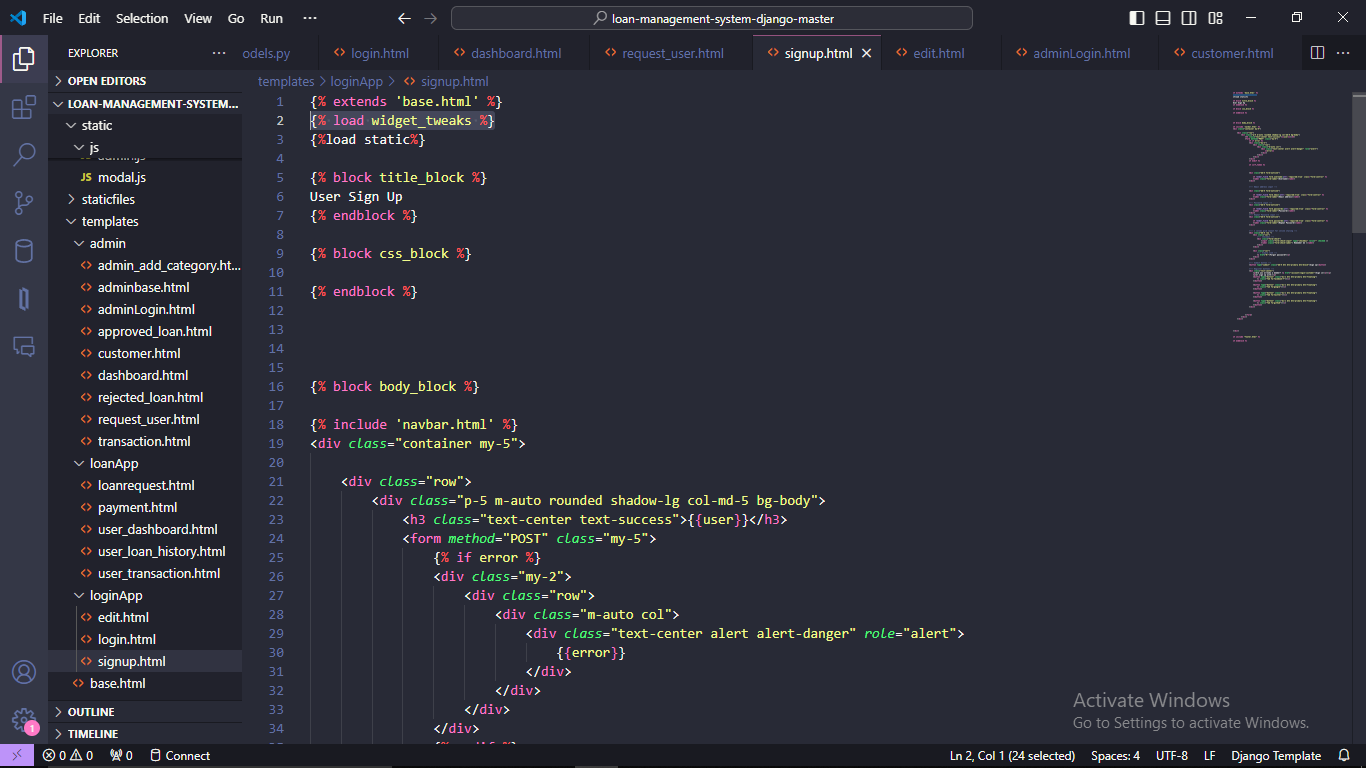 File Edit Selection View Go Run ···
loan-management-system-django-master
EXPLORER ···
odels.py
login.html
dashboard.html
request_user.html
signup.html
edit.html
adminLogin.html
customer.html
···
OPEN EDITORS
LOAN-MANAGEMENT-SYSTEM...
static
js
admin.js
JS modal.js
staticfiles
templates
admin
admin_add_category.ht...
adminbase.html
adminLogin.html
approved_loan.html
customer.html
dashboard.html
rejected_loan.html
request_user.html
transaction.html
loanApp
loanrequest.html
payment.html
user_dashboard.html
user_loan_history.html
user_transaction.html
loginApp
edit.html
login.html
signup.html
base.html
OUTLINE
TIMELINE
1
templates > loginApp > signup.html
1 {% extends 'base.html' %}
2 {% load widget_tweaks %}
3 {%load static%}
4
5 {% block title_block %}
6 User Sign Up
7 {% endblock %}
8
9 {% block css_block %}
10
11 {% endblock %}
12
13
14
15
16 {% block body_block %}
17
18 {% include 'navbar.html' %}
19 <div class="container my-5">
20
21 <div class="row">
22 <div class="p-5 m-auto rounded shadow-lg col-md-5 bg-body">
23 <h3 class="text-center text-success">{{user}}</h3>
24 <form method="POST" class="my-5">
25 {% if error %}
26 <div class="my-2">
27 <div class="row">
28 <div class="m-auto col">
29 <div class="text-center alert alert-danger" role="alert">
30 {{error}}
31 </div>
32 </div>
33 </div>
34 </div>
Activate Windows
Go to Settings to activate Windows.
0 0 0 Connect
Ln 2, Col 1 (24 selected) Spaces: 4 UTF-8 LF Django Template